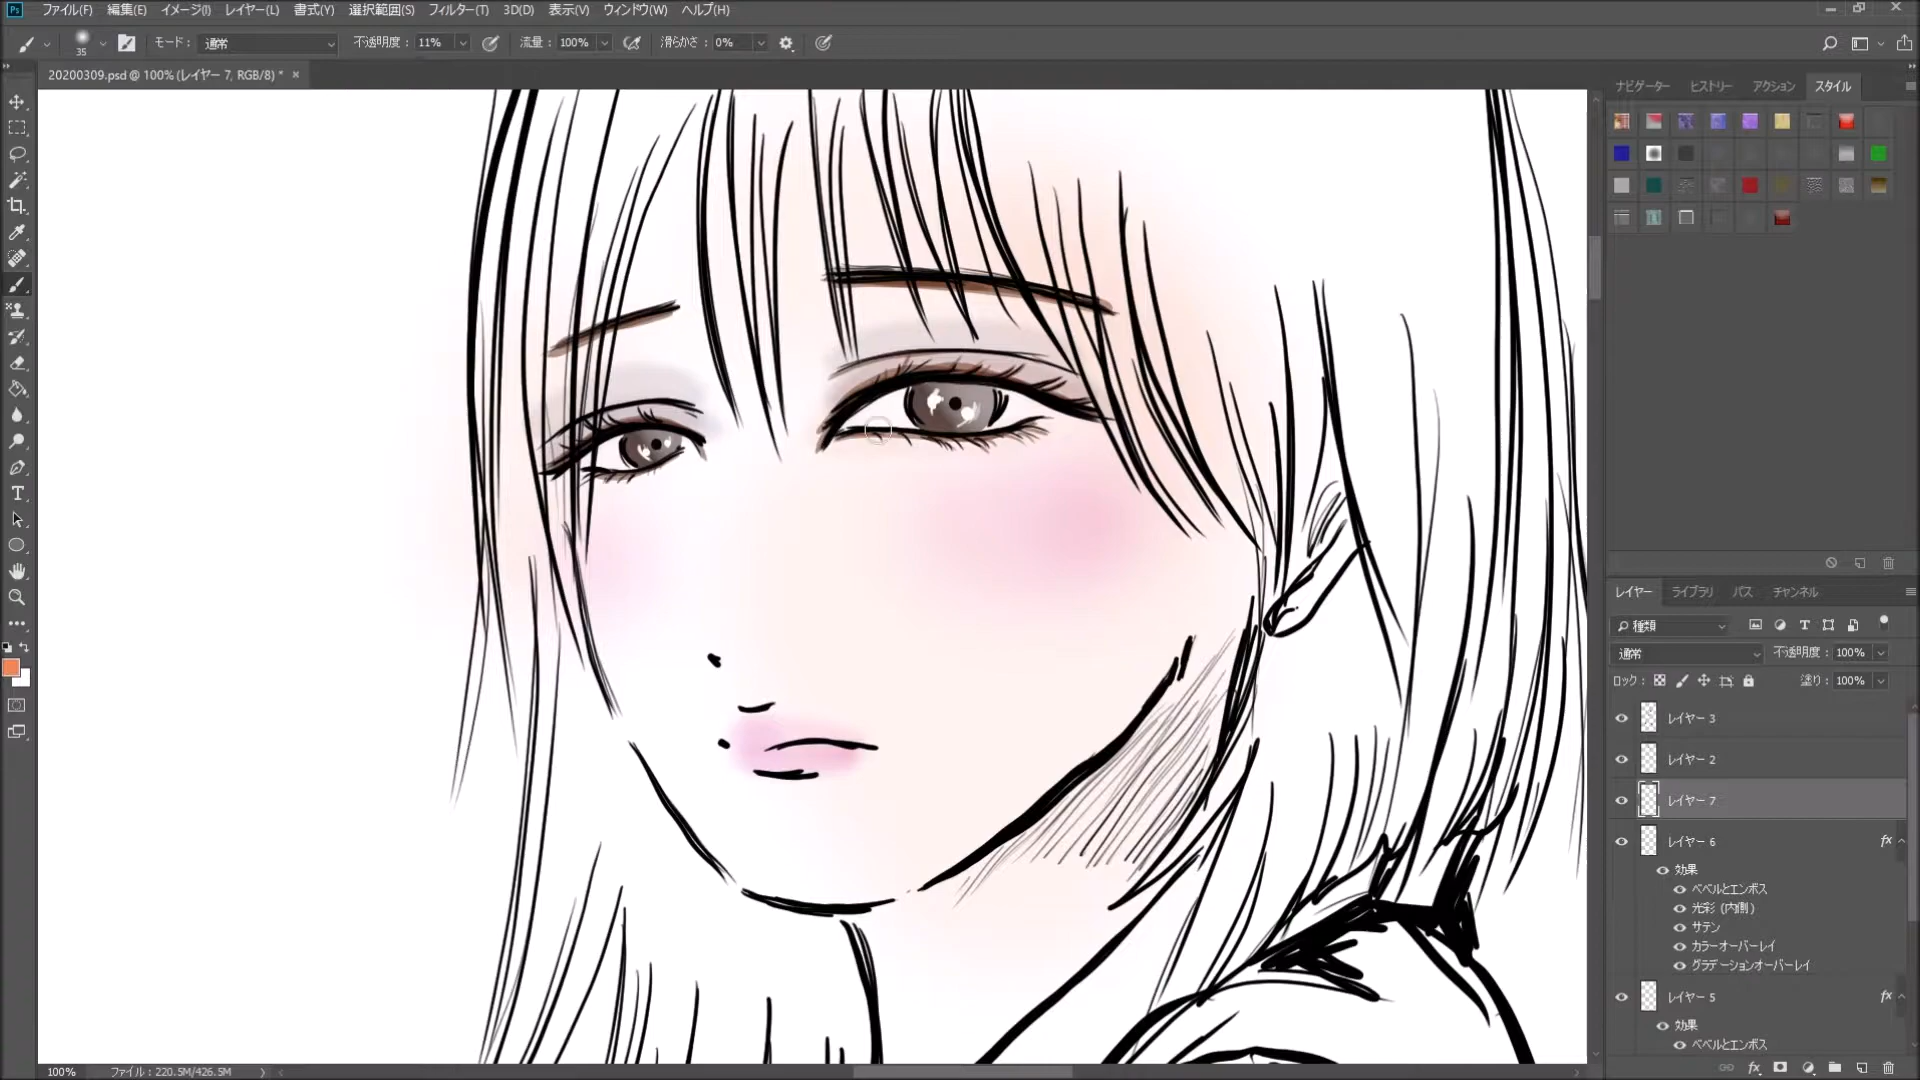 Ps ファイル(F) 編集(E) イメージ(I) レイヤー(L) 書式(Y) 選択範囲(S) フィルター(T) 3D(D) 表示(V) ウィンドウ(W) ヘルプ(H)
35 モード： 通常 不透明度： 11% 流量： 100% 滑らかさ： 0%
20200309.psd @ 100% (レイヤー 7, RGB/8) * ×
ナビゲーター ヒストリー アクション スタイル
レイヤー ライブラリ パス チャンネル
種類
通常 不透明度： 100%
ロック： 塗り： 100%
レイヤー 3
レイヤー 2
レイヤー 7
レイヤー 6 fx
効果
ベベルとエンボス
光彩 (内側)
サテン
カラーオーバーレイ
グラデーションオーバーレイ
レイヤー 5 fx
効果
ベベルとエンボス
100% ファイル : 220.5M/426.5M